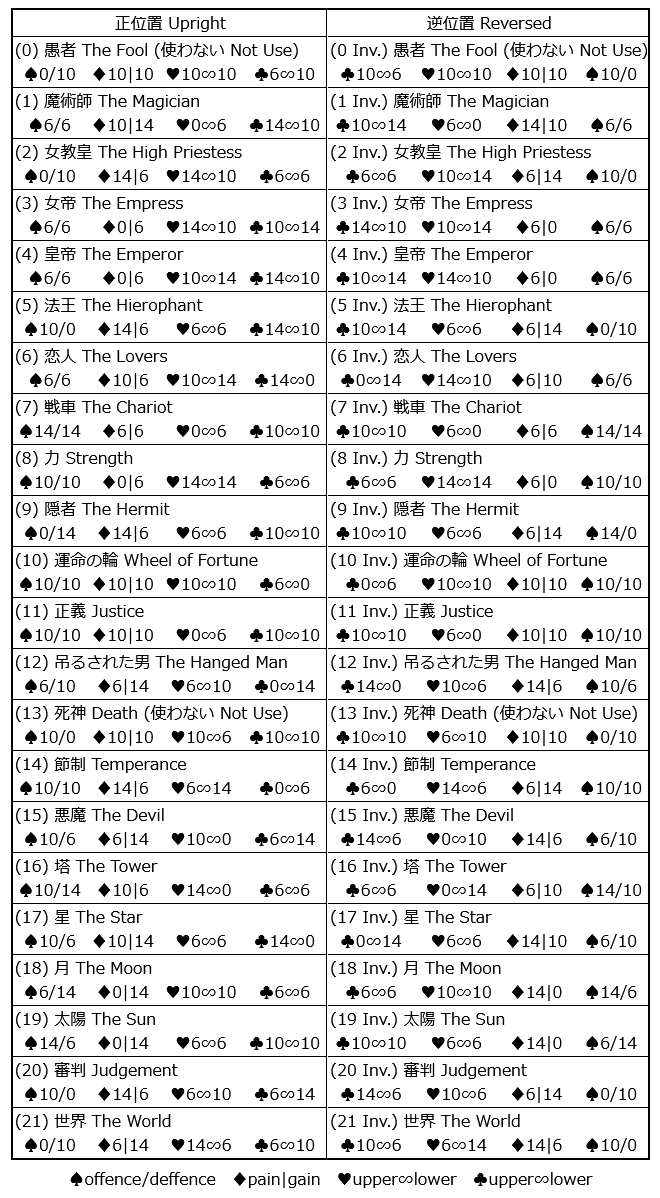 正位置 Upright 逆位置 Reversed
(0) 愚者 The Fool (使わない Not Use) (0 Inv.) 愚者 The Fool (使わない Not Use)
♠0/10 ♦10|10 ♥10∞10 ♣6∞10 ♣10∞6 ♥10∞10 ♦10|10 ♠10/0
(1) 魔術師 The Magician (1 Inv.) 魔術師 The Magician
♠6/6 ♦10|14 ♥0∞6 ♣14∞10 ♣10∞14 ♥6∞0 ♦14|10 ♠6/6
(2) 女教皇 The High Priestess (2 Inv.) 女教皇 The High Priestess
♠0/10 ♦14|6 ♥14∞10 ♣6∞6 ♣6∞6 ♥10∞14 ♦6|14 ♠10/0
(3) 女帝 The Empress (3 Inv.) 女帝 The Empress
♠6/6 ♦0|6 ♥14∞10 ♣10∞14 ♣14∞10 ♥10∞14 ♦6|0 ♠6/6
(4) 皇帝 The Emperor (4 Inv.) 皇帝 The Emperor
♠6/6 ♦0|6 ♥10∞14 ♣14∞10 ♣10∞14 ♥14∞10 ♦6|0 ♠6/6
(5) 法王 The Hierophant (5 Inv.) 法王 The Hierophant
♠10/0 ♦14|6 ♥6∞6 ♣14∞10 ♣10∞14 ♥6∞6 ♦6|14 ♠0/10
(6) 恋人 The Lovers (6 Inv.) 恋人 The Lovers
♠6/6 ♦10|6 ♥10∞14 ♣14∞0 ♣0∞14 ♥14∞10 ♦6|10 ♠6/6
(7) 戦車 The Chariot (7 Inv.) 戦車 The Chariot
♠14/14 ♦6|6 ♥0∞6 ♣10∞10 ♣10∞10 ♥6∞0 ♦6|6 ♠14/14
(8) 力 Strength (8 Inv.) 力 Strength
♠10/10 ♦0|6 ♥14∞14 ♣6∞6 ♣6∞6 ♥14∞14 ♦6|0 ♠10/10
(9) 隠者 The Hermit (9 Inv.) 隠者 The Hermit
♠0/14 ♦14|6 ♥6∞6 ♣10∞10 ♣10∞10 ♥6∞6 ♦6|14 ♠14/0
(10) 運命の輪 Wheel of Fortune (10 Inv.) 運命の輪 Wheel of Fortune
♠10/10 ♦10|10 ♥10∞10 ♣6∞0 ♣0∞6 ♥10∞10 ♦10|10 ♠10/10
(11) 正義 Justice (11 Inv.) 正義 Justice
♠10/10 ♦10|10 ♥0∞6 ♣10∞10 ♣10∞10 ♥6∞0 ♦10|10 ♠10/10
(12) 吊るされた男 The Hanged Man (12 Inv.) 吊るされた男 The Hanged Man
♠6/10 ♦6|14 ♥6∞10 ♣0∞14 ♣14∞0 ♥10∞6 ♦14|6 ♠10/6
(13) 死神 Death (使わない Not Use) (13 Inv.) 死神 Death (使わない Not Use)
♠10/0 ♦10|10 ♥10∞6 ♣10∞10 ♣10∞10 ♥6∞10 ♦10|10 ♠0/10
(14) 節制 Temperance (14 Inv.) 節制 Temperance
♠10/10 ♦14|6 ♥6∞14 ♣0∞6 ♣6∞0 ♥14∞6 ♦6|14 ♠10/10
(15) 悪魔 The Devil (15 Inv.) 悪魔 The Devil
♠10/6 ♦6|14 ♥10∞0 ♣6∞14 ♣14∞6 ♥0∞10 ♦14|6 ♠6/10
(16) 塔 The Tower (16 Inv.) 塔 The Tower
♠10/14 ♦10|6 ♥14∞0 ♣6∞6 ♣6∞6 ♥0∞14 ♦6|10 ♠14/10
(17) 星 The Star (17 Inv.) 星 The Star
♠10/6 ♦10|14 ♥6∞6 ♣14∞0 ♣0∞14 ♥6∞6 ♦14|10 ♠6/10
(18) 月 The Moon (18 Inv.) 月 The Moon
♠6/14 ♦0|14 ♥10∞10 ♣6∞6 ♣6∞6 ♥10∞10 ♦14|0 ♠14/6
(19) 太陽 The Sun (19 Inv.) 太陽 The Sun
♠14/6 ♦0|14 ♥6∞6 ♣10∞10 ♣10∞10 ♥6∞6 ♦14|0 ♠6/14
(20) 審判 Judgement (20 Inv.) 審判 Judgement
♠10/0 ♦14|6 ♥6∞10 ♣6∞14 ♣14∞6 ♥10∞6 ♦6|14 ♠0/10
(21) 世界 The World (21 Inv.) 世界 The World
♠0/10 ♦6|14 ♥14∞6 ♣6∞10 ♣10∞6 ♥6∞14 ♦14|6 ♠10/0
♠offence/deffence ♦pain|gain ♥upper∞lower ♣upper∞lower